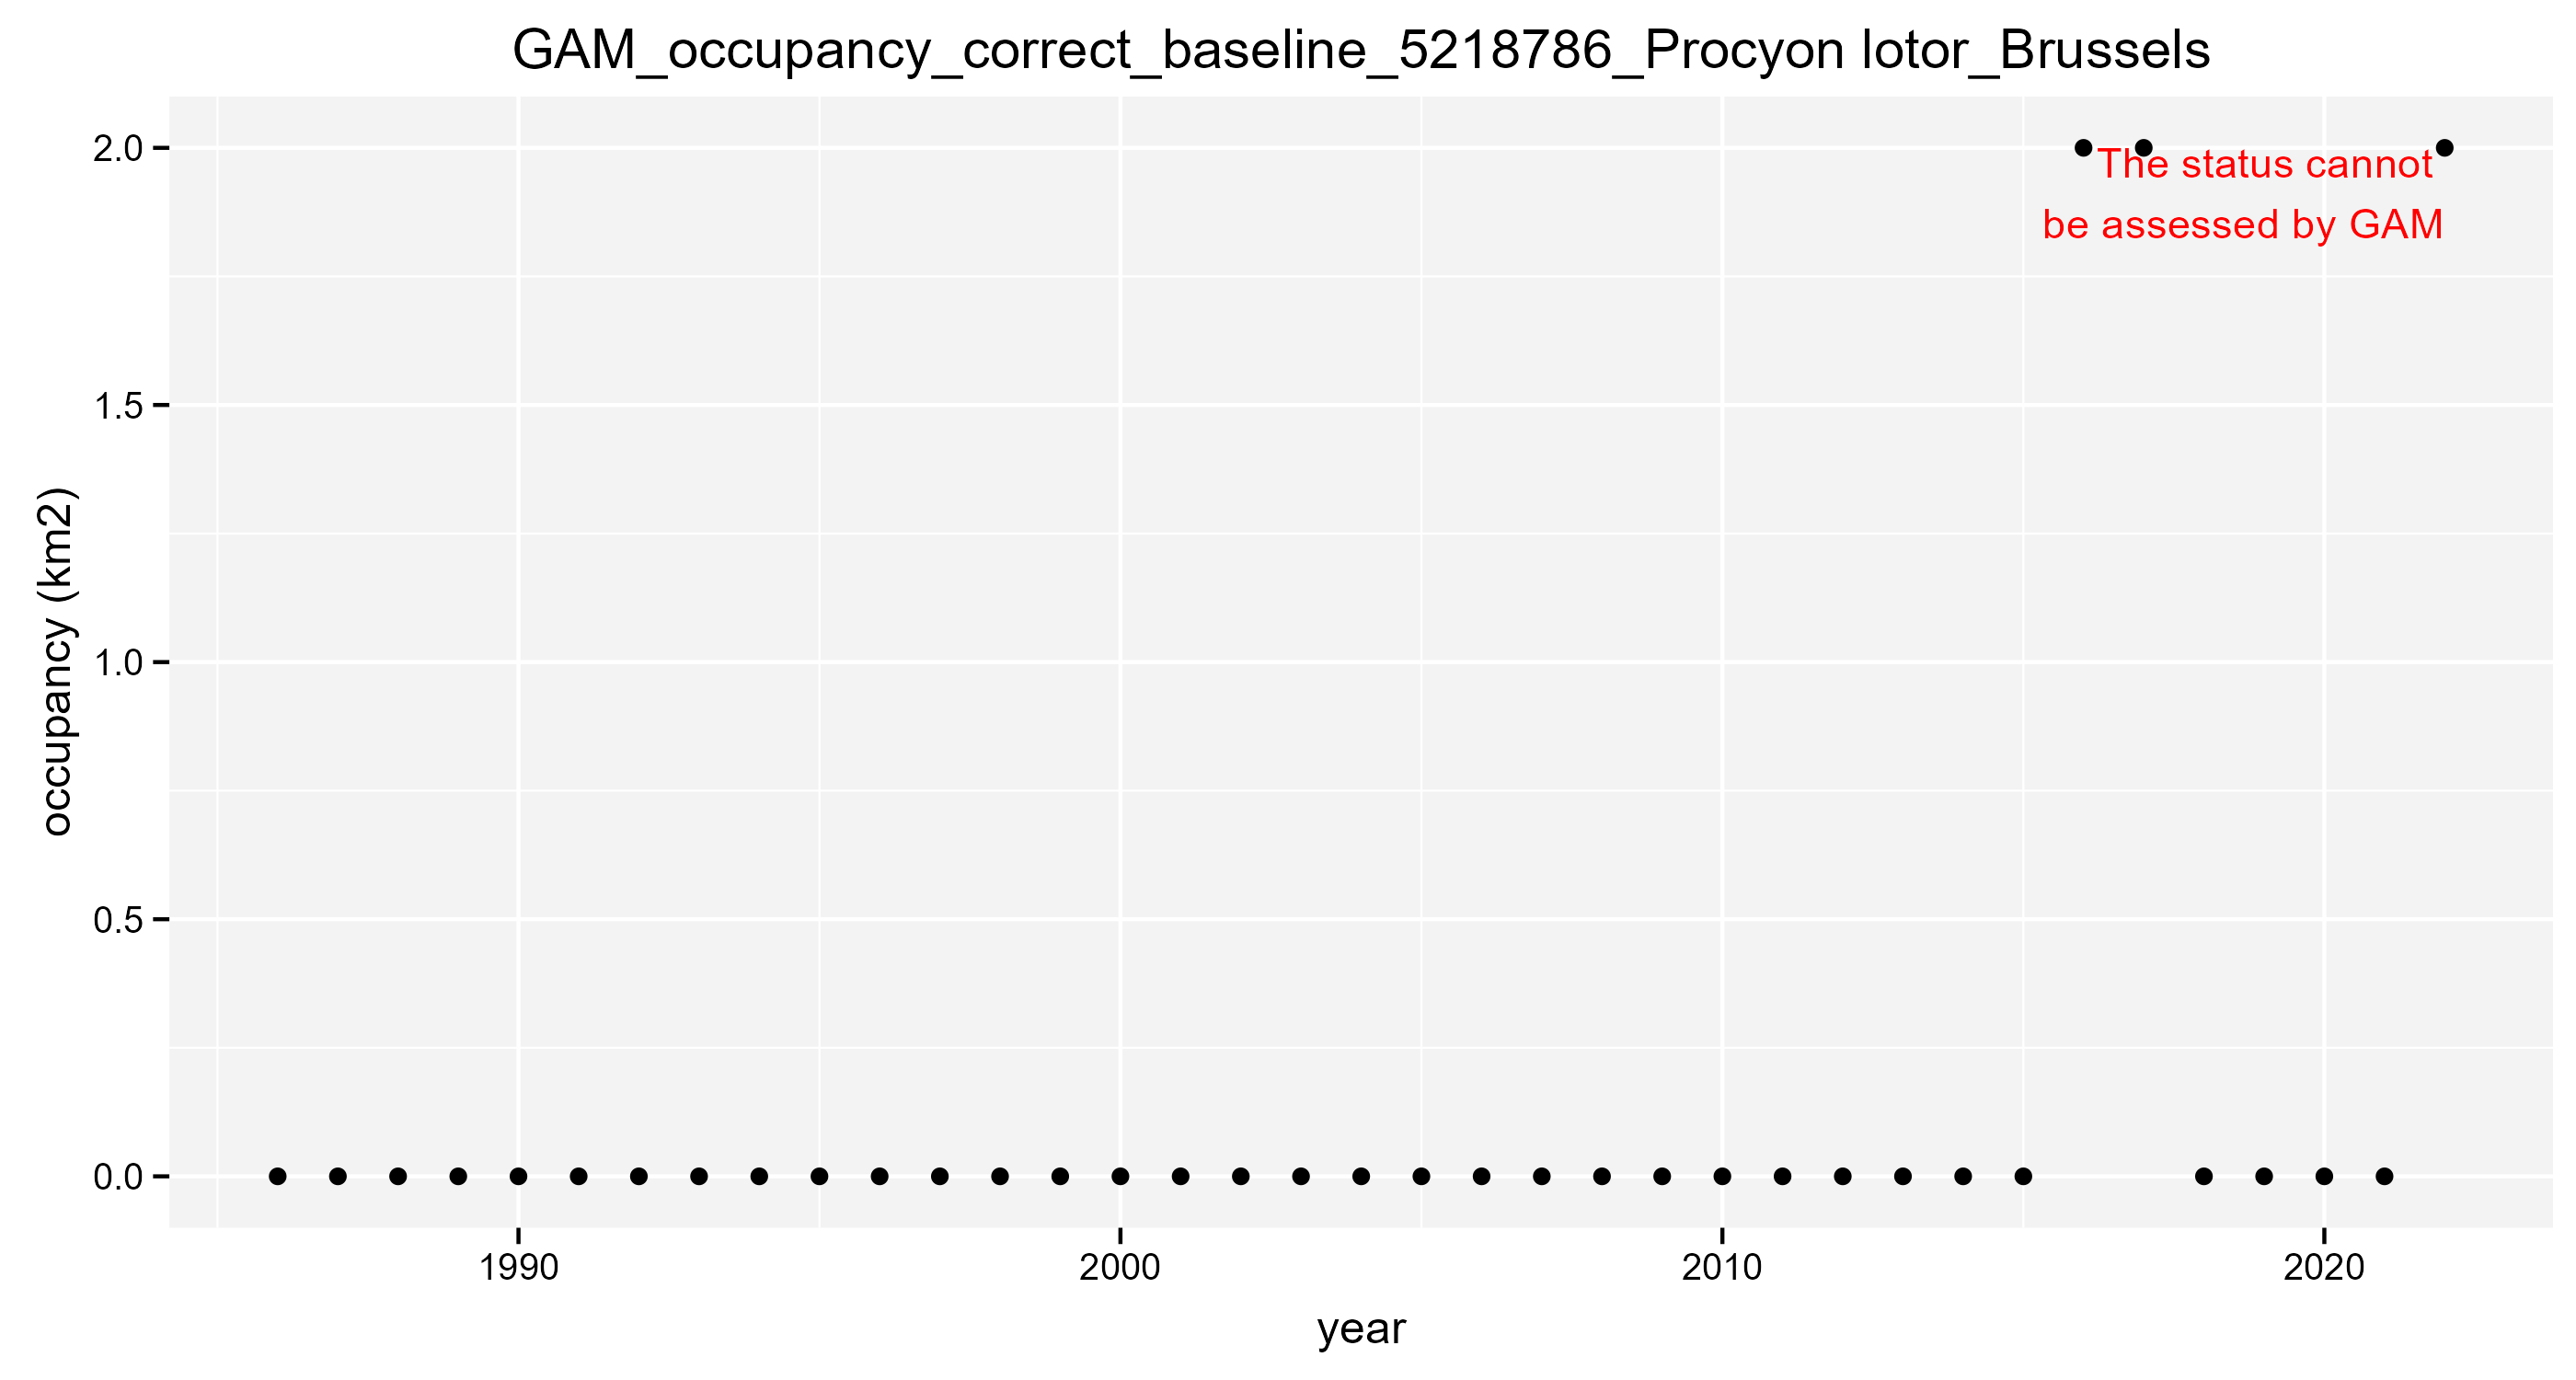 GAM_occupancy_correct_baseline_5218786_Procyon lotor_Brussels
2.0
The status cannot
be assessed by GAM
1.5
1.0
0.5
0.0
occupancy (km2)
1990 2000 2010 2020
year